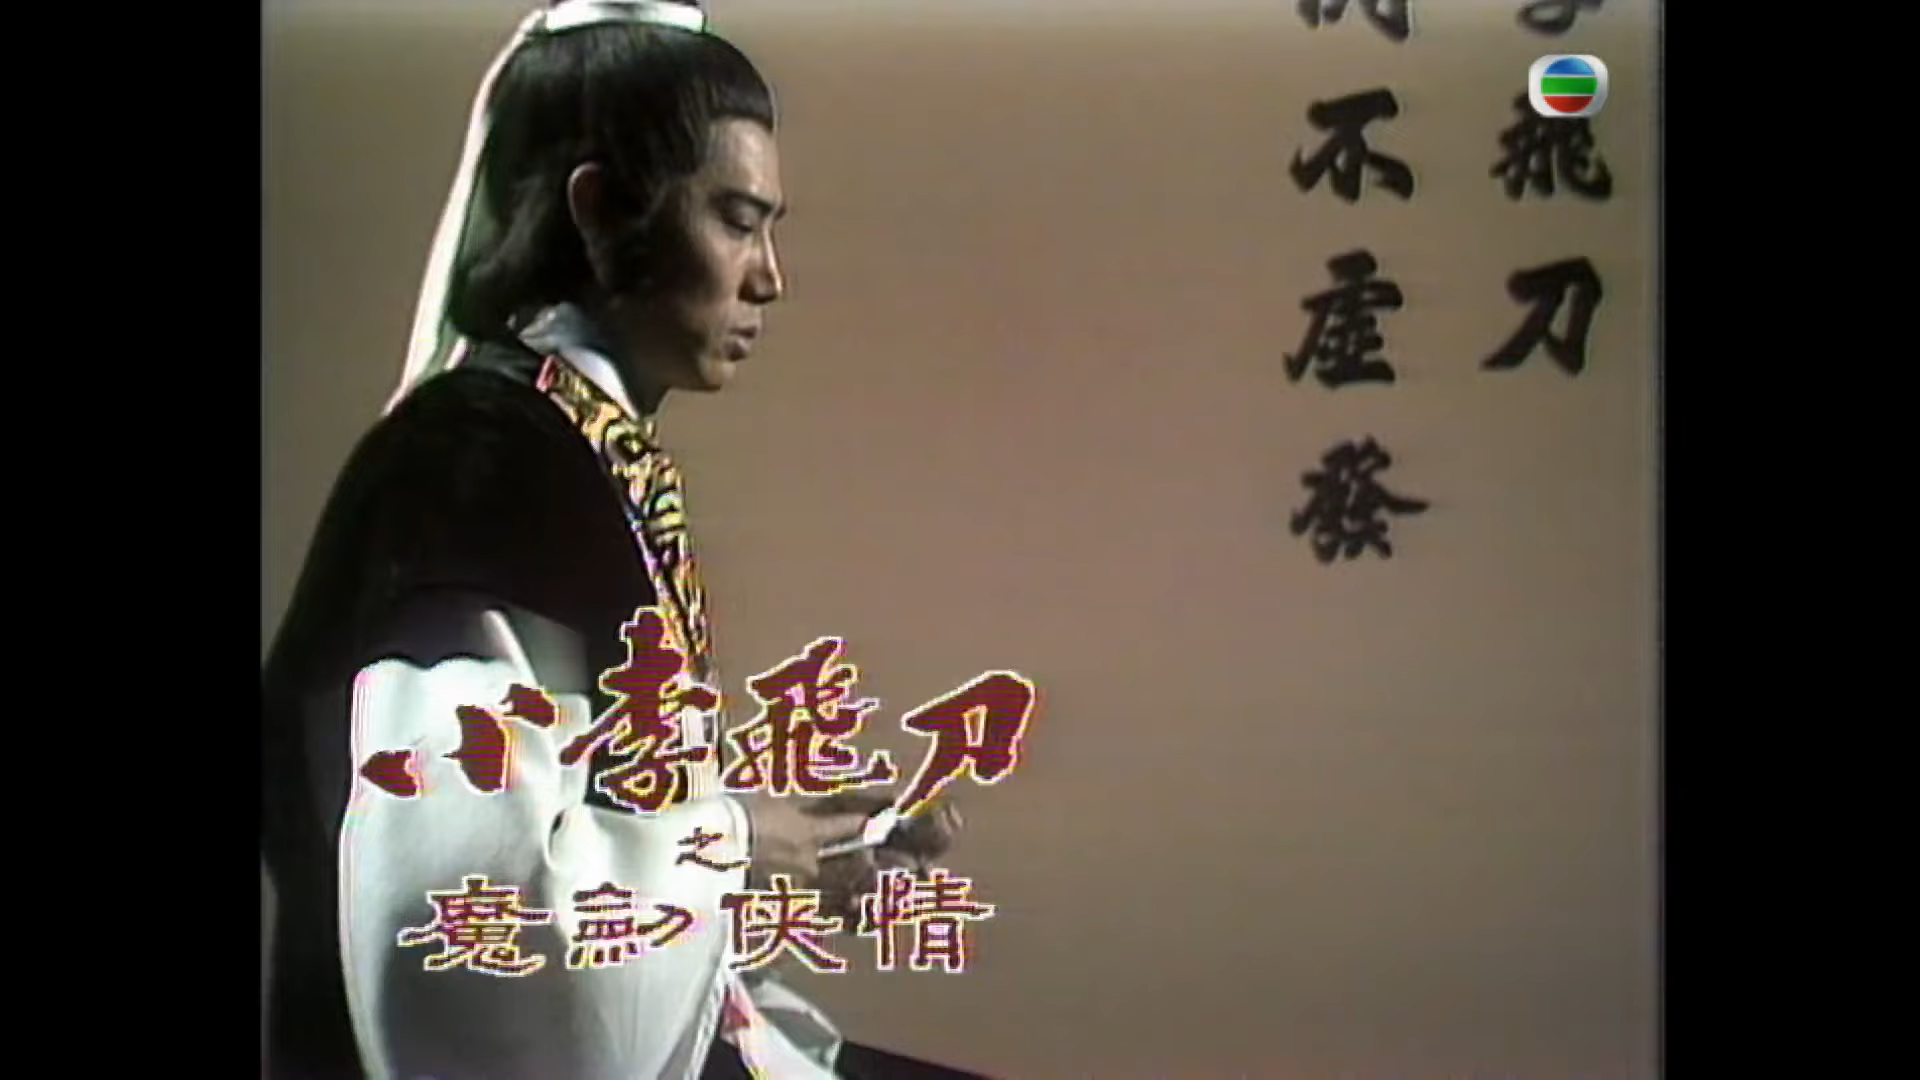 飛刀
不虛發
小李飛刀
之
魔劍俠情